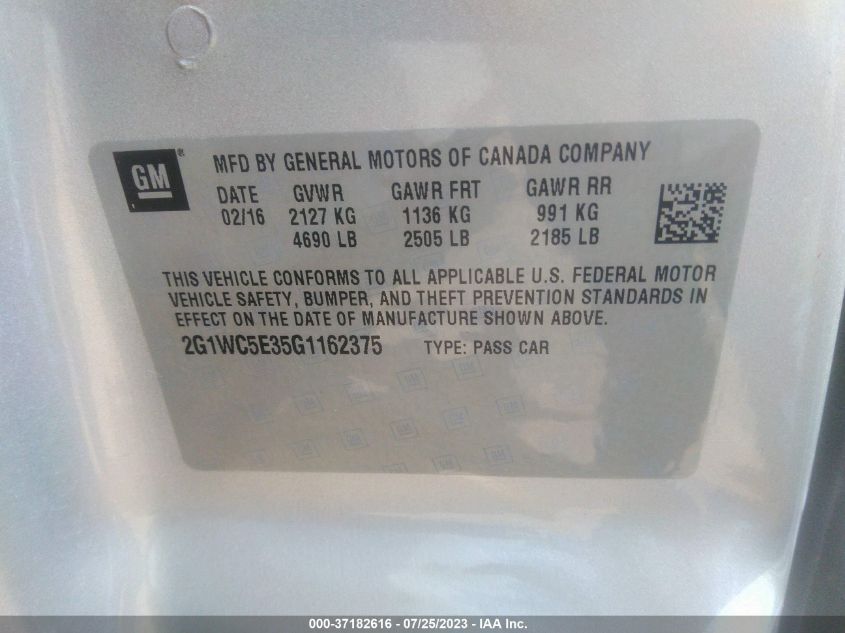 GM ® MFD BY GENERAL MOTORS OF CANADA COMPANY
DATE GVWR GAWR FRT GAWR RR
02/16 2127 KG 1136 KG 991 KG
4690 LB 2505 LB 2185 LB
THIS VEHICLE CONFORMS TO ALL APPLICABLE U.S. FEDERAL MOTOR
VEHICLE SAFETY, BUMPER, AND THEFT PREVENTION STANDARDS IN
EFFECT ON THE DATE OF MANUFACTURE SHOWN ABOVE.
2G1WC5E35G1162375 TYPE: PASS CAR
000-37182616 - 07/25/2023 - IAA Inc.